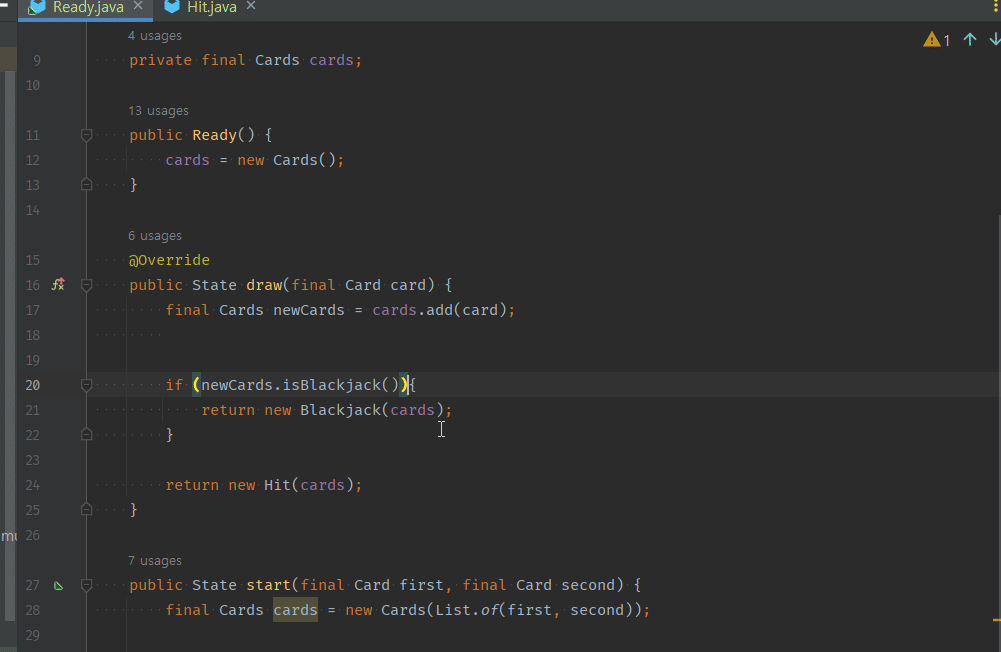 Ready.java × Hit.java ×
4 usages
1
9 private final Cards cards;
10
13 usages
11 public Ready() {
12 cards = new Cards();
13 }
14
6 usages
15 @Override
16 public State draw(final Card card) {
17 final Cards newCards = cards.add(card);
18
19
20 if (newCards.isBlackjack()){
21 return new Blackjack(cards);
22 }
23
24 return new Hit(cards);
25 }
26
7 usages
27 public State start(final Card first, final Card second) {
28 final Cards cards = new Cards(List.of(first, second));
29